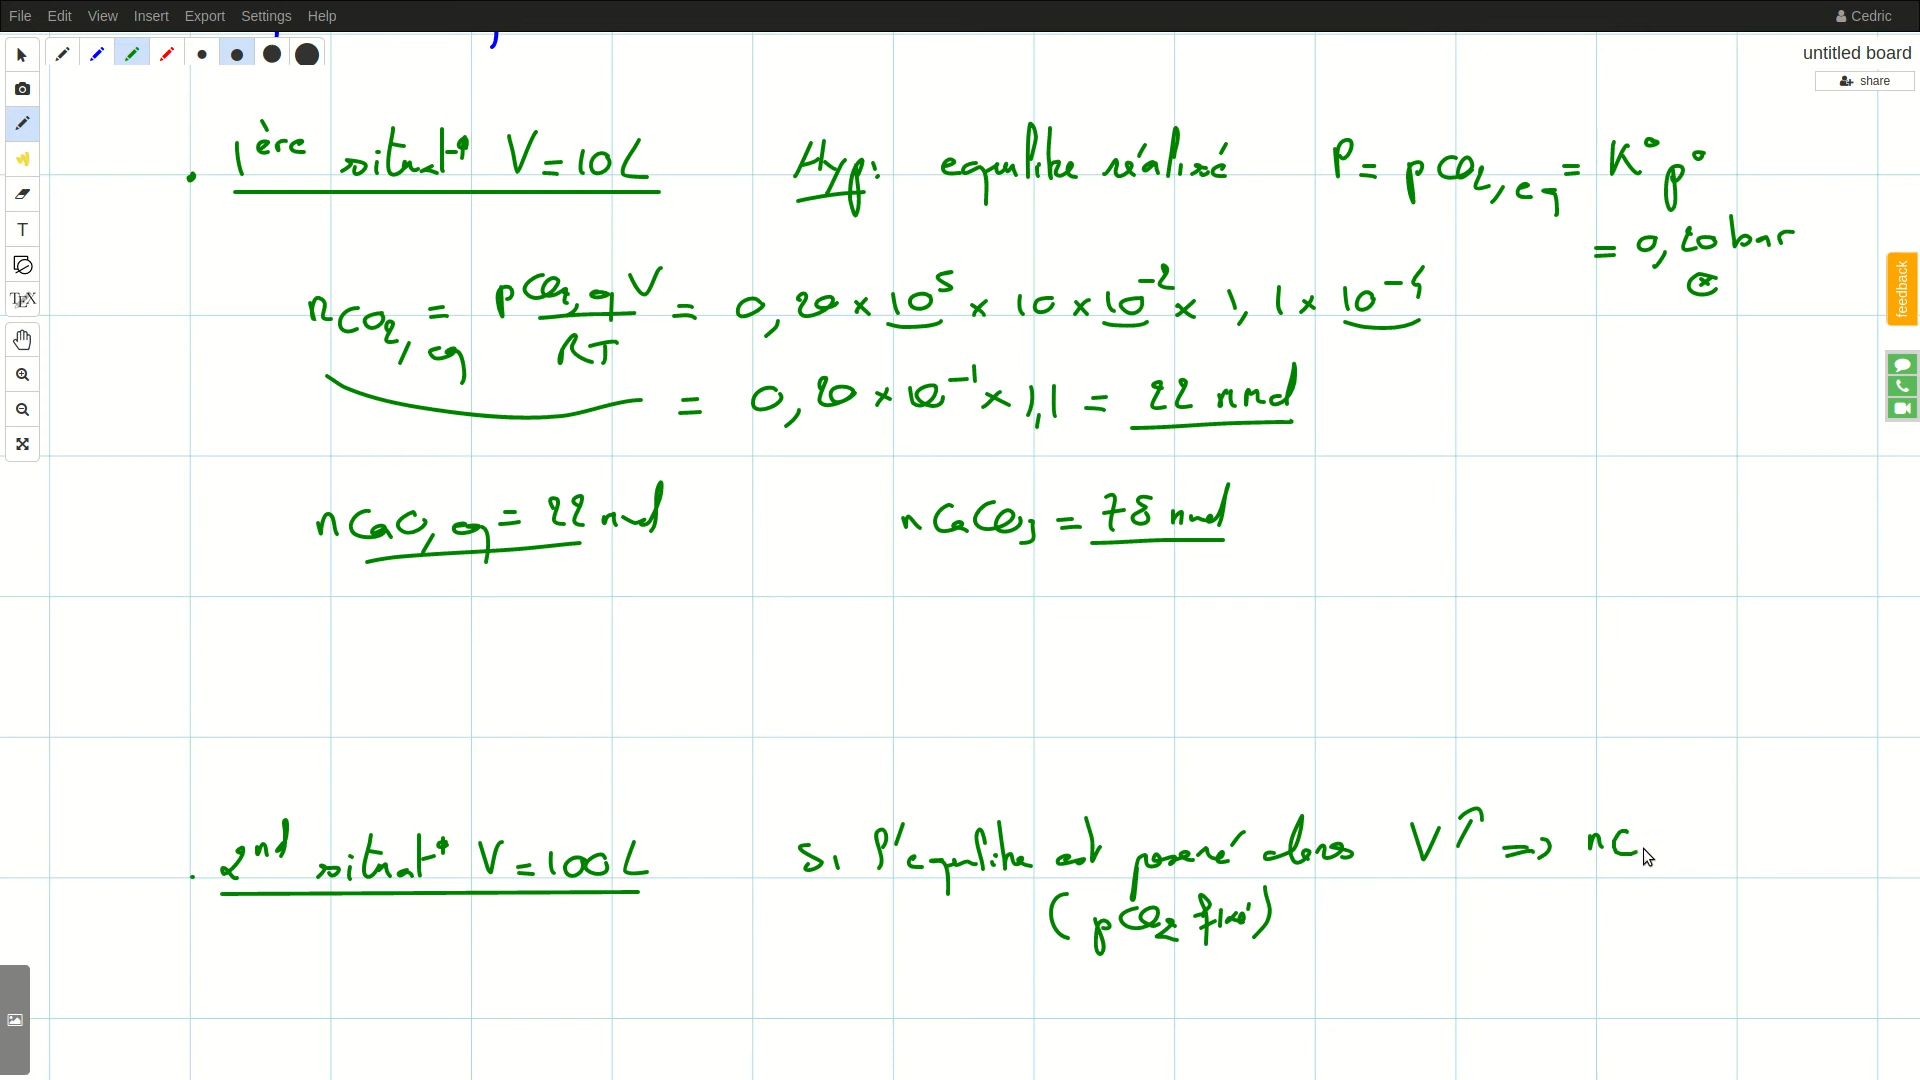 File Edit View Insert Export Settings Help Cedric
untitled board
share
. 1ère situat° V = 10 L Hyp: equilibre réalisé P = pCO2,eq = K° p°
= 0,20 bar
nCO2,eq = pCO2,eq V / RT = 0,20 × 10^5 × 10 × 10^-2 × 1,1 × 10^-4
= 0,20 × 10^-1 × 1,1 = 22 mmol
nCaO,eq = 22 mmol nCaCO3 = 78 mmol
. 2nd situat° V = 100 L Si l'equilibre est alors V ↑ => nC
(pCO2 fixé)
T
TEX
feedback